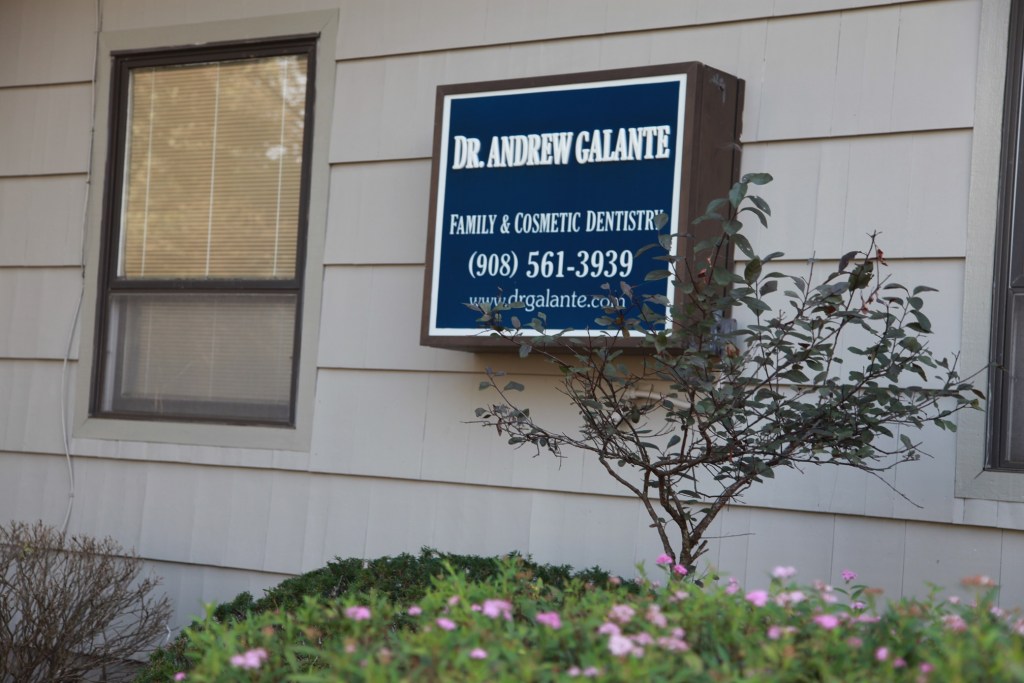 DR. ANDREW GALANTE
FAMILY & COSMETIC DENTISTRY
(908) 561-3939
www.drgalante.com